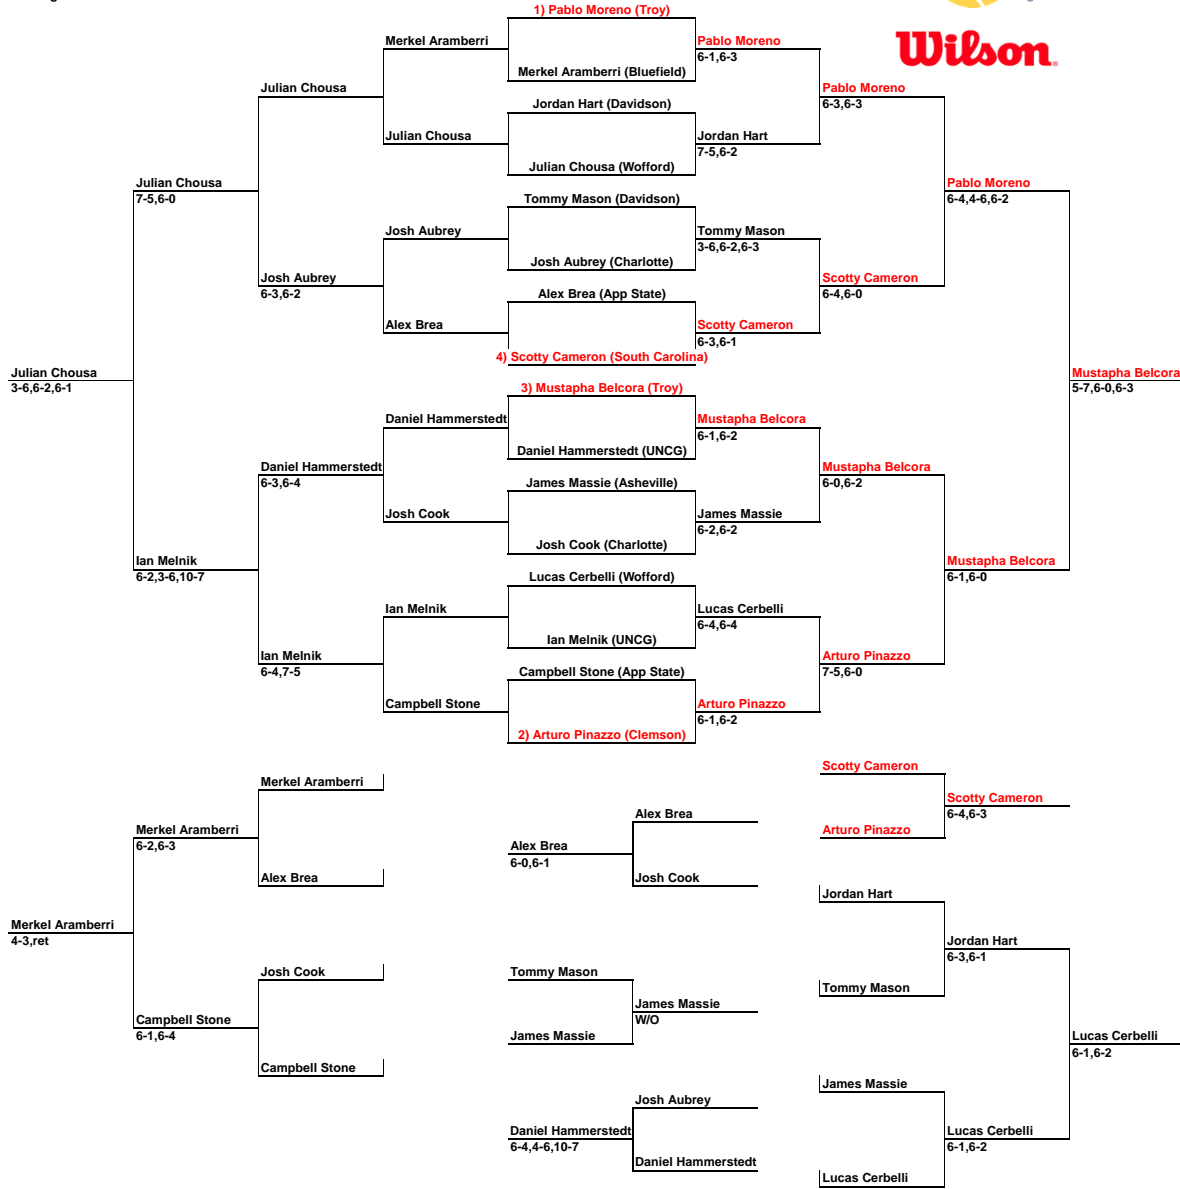 1) Pablo Moreno (Troy)
Merkel Aramberri
Pablo Moreno
6-1,6-3
Wilson
Merkel Aramberri (Bluefield)
Julian Chousa
Pablo Moreno
6-3,6-3
Jordan Hart (Davidson)
Julian Chousa
Jordan Hart
7-5,6-2
Julian Chousa (Wofford)
Julian Chousa
7-5,6-0
Pablo Moreno
6-4,4-6,6-2
Tommy Mason (Davidson)
Josh Aubrey
Tommy Mason
3-6,6-2,6-3
Josh Aubrey (Charlotte)
Josh Aubrey
6-3,6-2
Scotty Cameron
6-4,6-0
Alex Brea (App State)
Alex Brea
Scotty Cameron
6-3,6-1
4) Scotty Cameron (South Carolina)
Julian Chousa
3-6,6-2,6-1
Mustapha Belcora
5-7,6-0,6-3
3) Mustapha Belcora (Troy)
Daniel Hammerstedt
Mustapha Belcora
6-1,6-2
Daniel Hammerstedt (UNCG)
Daniel Hammerstedt
6-3,6-4
Mustapha Belcora
6-0,6-2
James Massie (Asheville)
Josh Cook
James Massie
6-2,6-2
Josh Cook (Charlotte)
Ian Melnik
6-2,3-6,10-7
Mustapha Belcora
6-1,6-0
Lucas Cerbelli (Wofford)
Ian Melnik
Lucas Cerbelli
6-4,6-4
Ian Melnik (UNCG)
Ian Melnik
6-4,7-5
Arturo Pinazzo
7-5,6-0
Campbell Stone (App State)
Campbell Stone
Arturo Pinazzo
6-1,6-2
2) Arturo Pinazzo (Clemson)
Scotty Cameron
Merkel Aramberri
Scotty Cameron
6-4,6-3
Alex Brea
Merkel Aramberri
6-2,6-3
Arturo Pinazzo
Alex Brea
6-0,6-1
Alex Brea
Josh Cook
Jordan Hart
Merkel Aramberri
4-3,ret
Jordan Hart
6-3,6-1
Josh Cook
Tommy Mason
Tommy Mason
James Massie
W/O
Campbell Stone
6-1,6-4
James Massie
Lucas Cerbelli
6-1,6-2
Campbell Stone
James Massie
Josh Aubrey
Daniel Hammerstedt
6-4,4-6,10-7
Lucas Cerbelli
6-1,6-2
Daniel Hammerstedt
Lucas Cerbelli